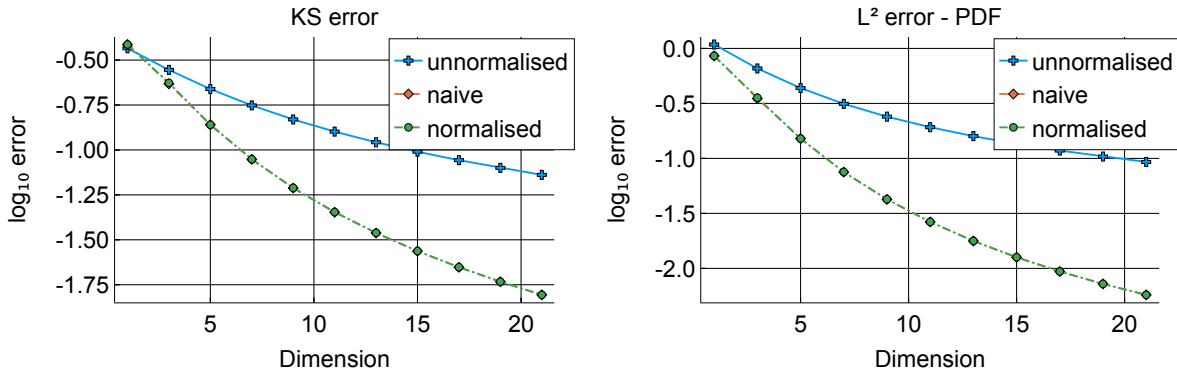 KS error
-0.50
-0.75
-1.00
-1.25
-1.50
-1.75
log₁₀ error
5
10
15
20
Dimension
unnormalised
naive
normalised
L² error - PDF
0.0
-0.5
-1.0
-1.5
-2.0
log₁₀ error
5
10
15
20
Dimension
unnormalised
naive
normalised